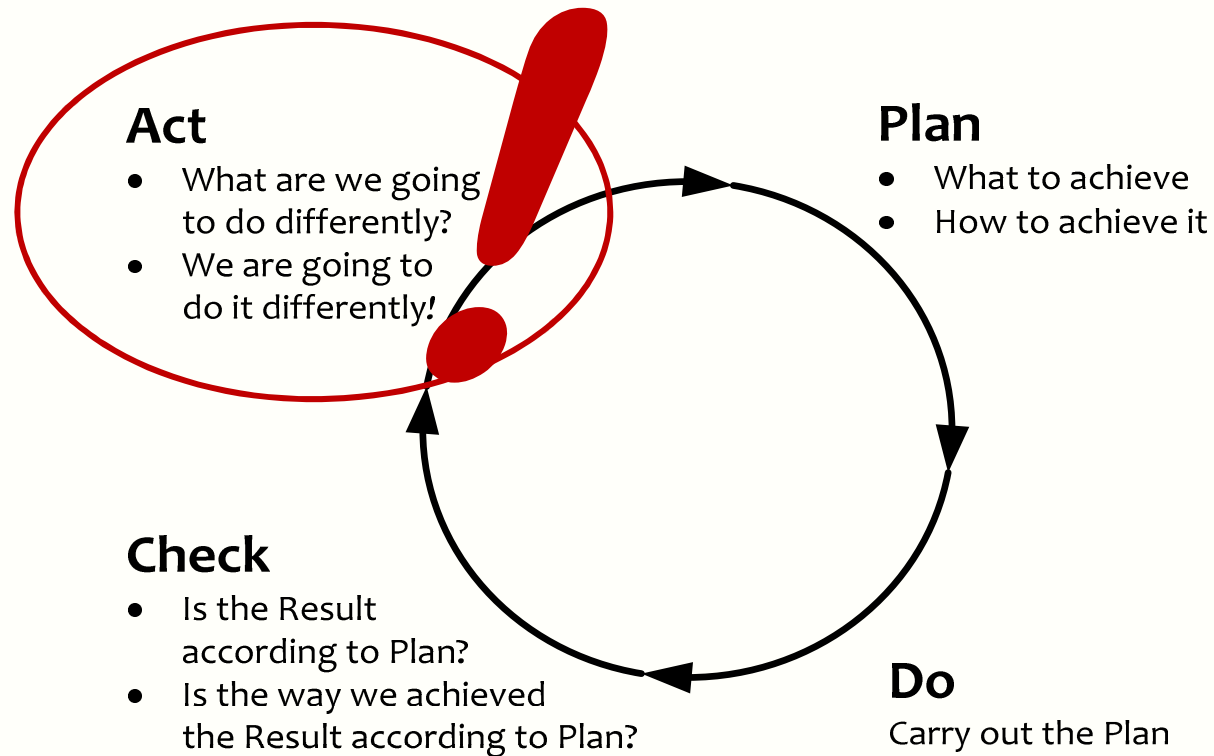 Act
• What are we going
to do differently?
• We are going to
do it differently!
Plan
• What to achieve
• How to achieve it
Check
• Is the Result
according to Plan?
• Is the way we achieved
the Result according to Plan?
Do
Carry out the Plan